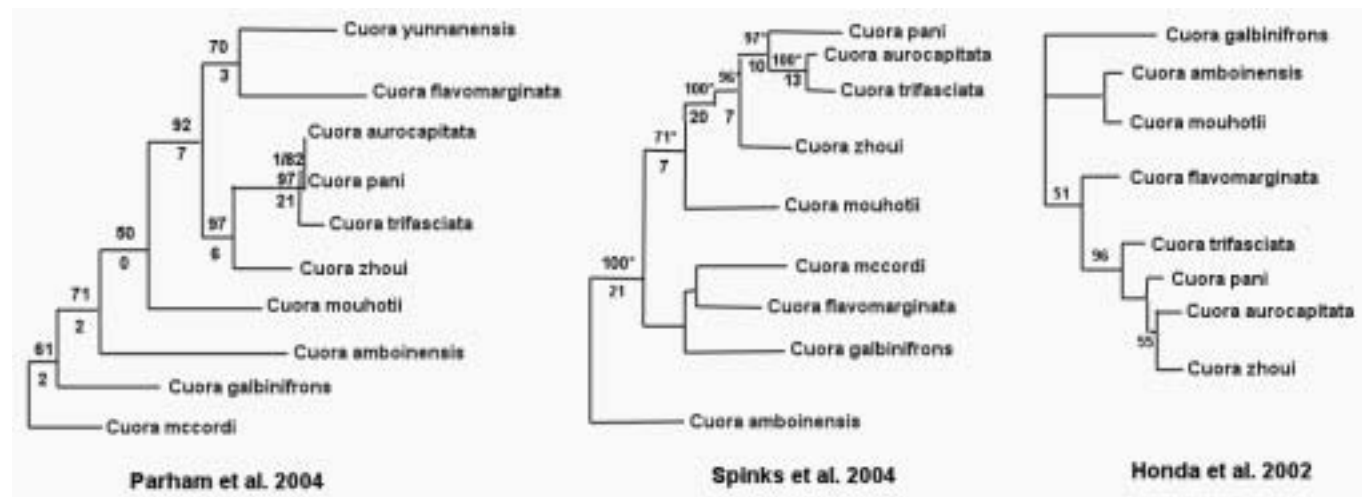 Cuora yunnanensis
70
3
Cuora flavomarginata
92
7
Cuora aurocapitata
1/82
97
21
Cuora pani
Cuora trifasciata
97
6
Cuora zhoui
50
0
Cuora mouhotii
71
2
Cuora amboinensis
61
2
Cuora galbinifrons
Cuora mccordi
Parham et al. 2004
Cuora pani
97*
10
Cuora aurocapitata
100*
13
Cuora trifasciata
96*
7
100*
20
Cuora zhoui
71*
7
Cuora mouhotii
100*
21
Cuora mccordi
Cuora flavomarginata
Cuora galbinifrons
Cuora amboinensis
Spinks et al. 2004
Cuora galbinifrons
Cuora amboinensis
Cuora mouhotii
51
Cuora flavomarginata
96
Cuora trifasciata
Cuora pani
Cuora aurocapitata
55
Cuora zhoui
Honda et al. 2002